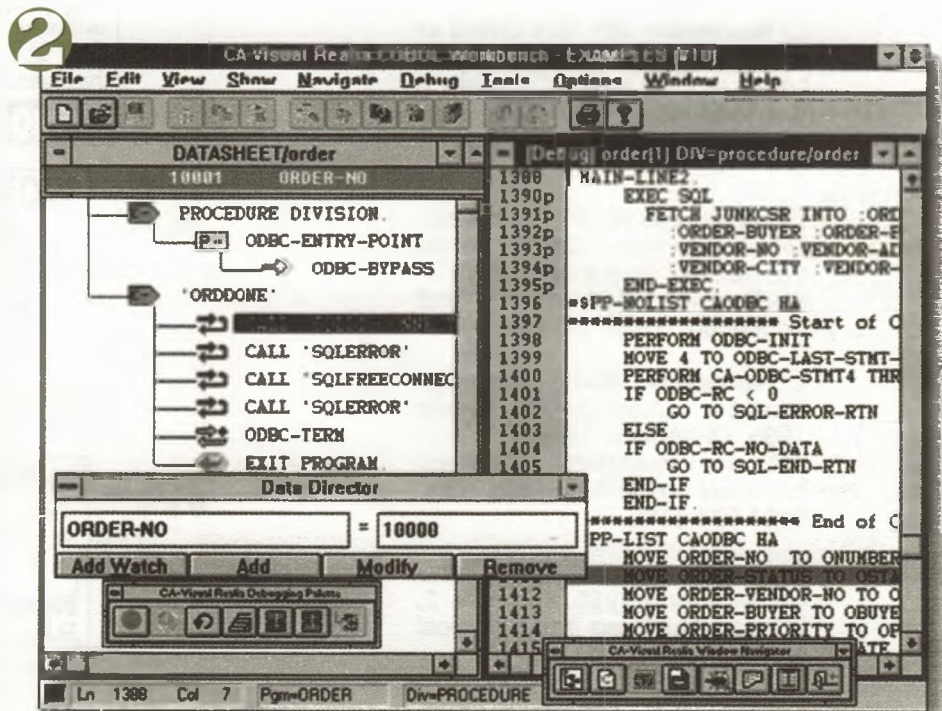 2
CA-Visual Realia COBOL Workbench - EXAMPLES [#10]
File Edit View Show Navigate Debug Tools Options Window Help
DATASHEET/order
10001 ORDER-NO
PROCEDURE DIVISION.
ODBC-ENTRY-POINT
ODBC-BYPASS
'ORDDONE'
CALL 'SQLERROR'
CALL 'SQLFREECONNEC
CALL 'SQLERROR'
ODBC-TERM
EXIT PROGRAM.
[Debug] order[1] DIV=procedure/order
1388 MAIN-LINE2.
1390p EXEC SQL
1391p FETCH JUNKCSR INTO :ORD
1392p :ORDER-BUYER :ORDER-
1393p :VENDOR-NO :VENDOR-AD
1394p :VENDOR-CITY :VENDOR-
1395p END-EXEC.
1396 *$PP-NOLIST CAODBC HA
1397 ******************** Start of
1398 PERFORM ODBC-INIT
1399 MOVE 4 TO ODBC-LAST-STMT-
1400 PERFORM CA-ODBC-STMT4 THR
1401 IF ODBC-RC < 0
1402 GO TO SQL-ERROR-RTN
1403 ELSE
1404 IF ODBC-RC-NO-DATA
1405 GO TO SQL-END-RTN
END-IF
END-IF.
******************** End of
PP-LIST CAODBC HA
MOVE ORDER-NO TO ONUMBER
MOVE ORDER-STATUS TO OSTA
1412 MOVE ORDER-VENDOR-NO TO O
1413 MOVE ORDER-BUYER TO OBUYE
1414 MOVE ORDER-PRIORITY TO OP
1415 ATE
Data Director
ORDER-NO = 10000
Add Watch Add Modify Remove
CA-Visual Realia Debugging Palette
CA-Visual Realia Window Navigator
Ln 1388 Col 7 Pgm=ORDER Div=PROCEDURE